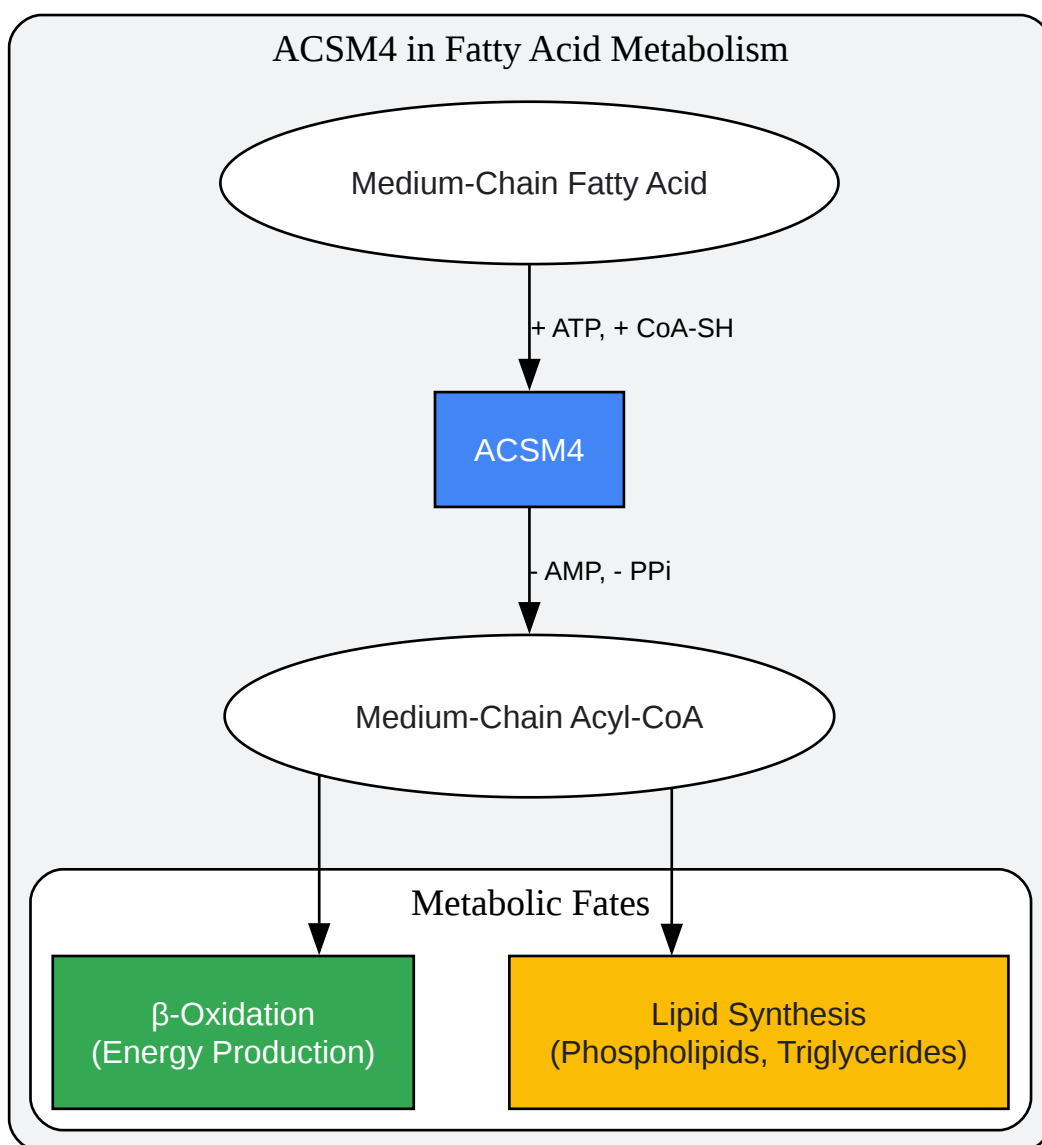 ACSM4 in Fatty Acid Metabolism
Medium-Chain Fatty Acid
+ ATP, + CoA-SH
ACSM4
- AMP, - PPi
Medium-Chain Acyl-CoA
Metabolic Fates
β-Oxidation
(Energy Production)
Lipid Synthesis
(Phospholipids, Triglycerides)